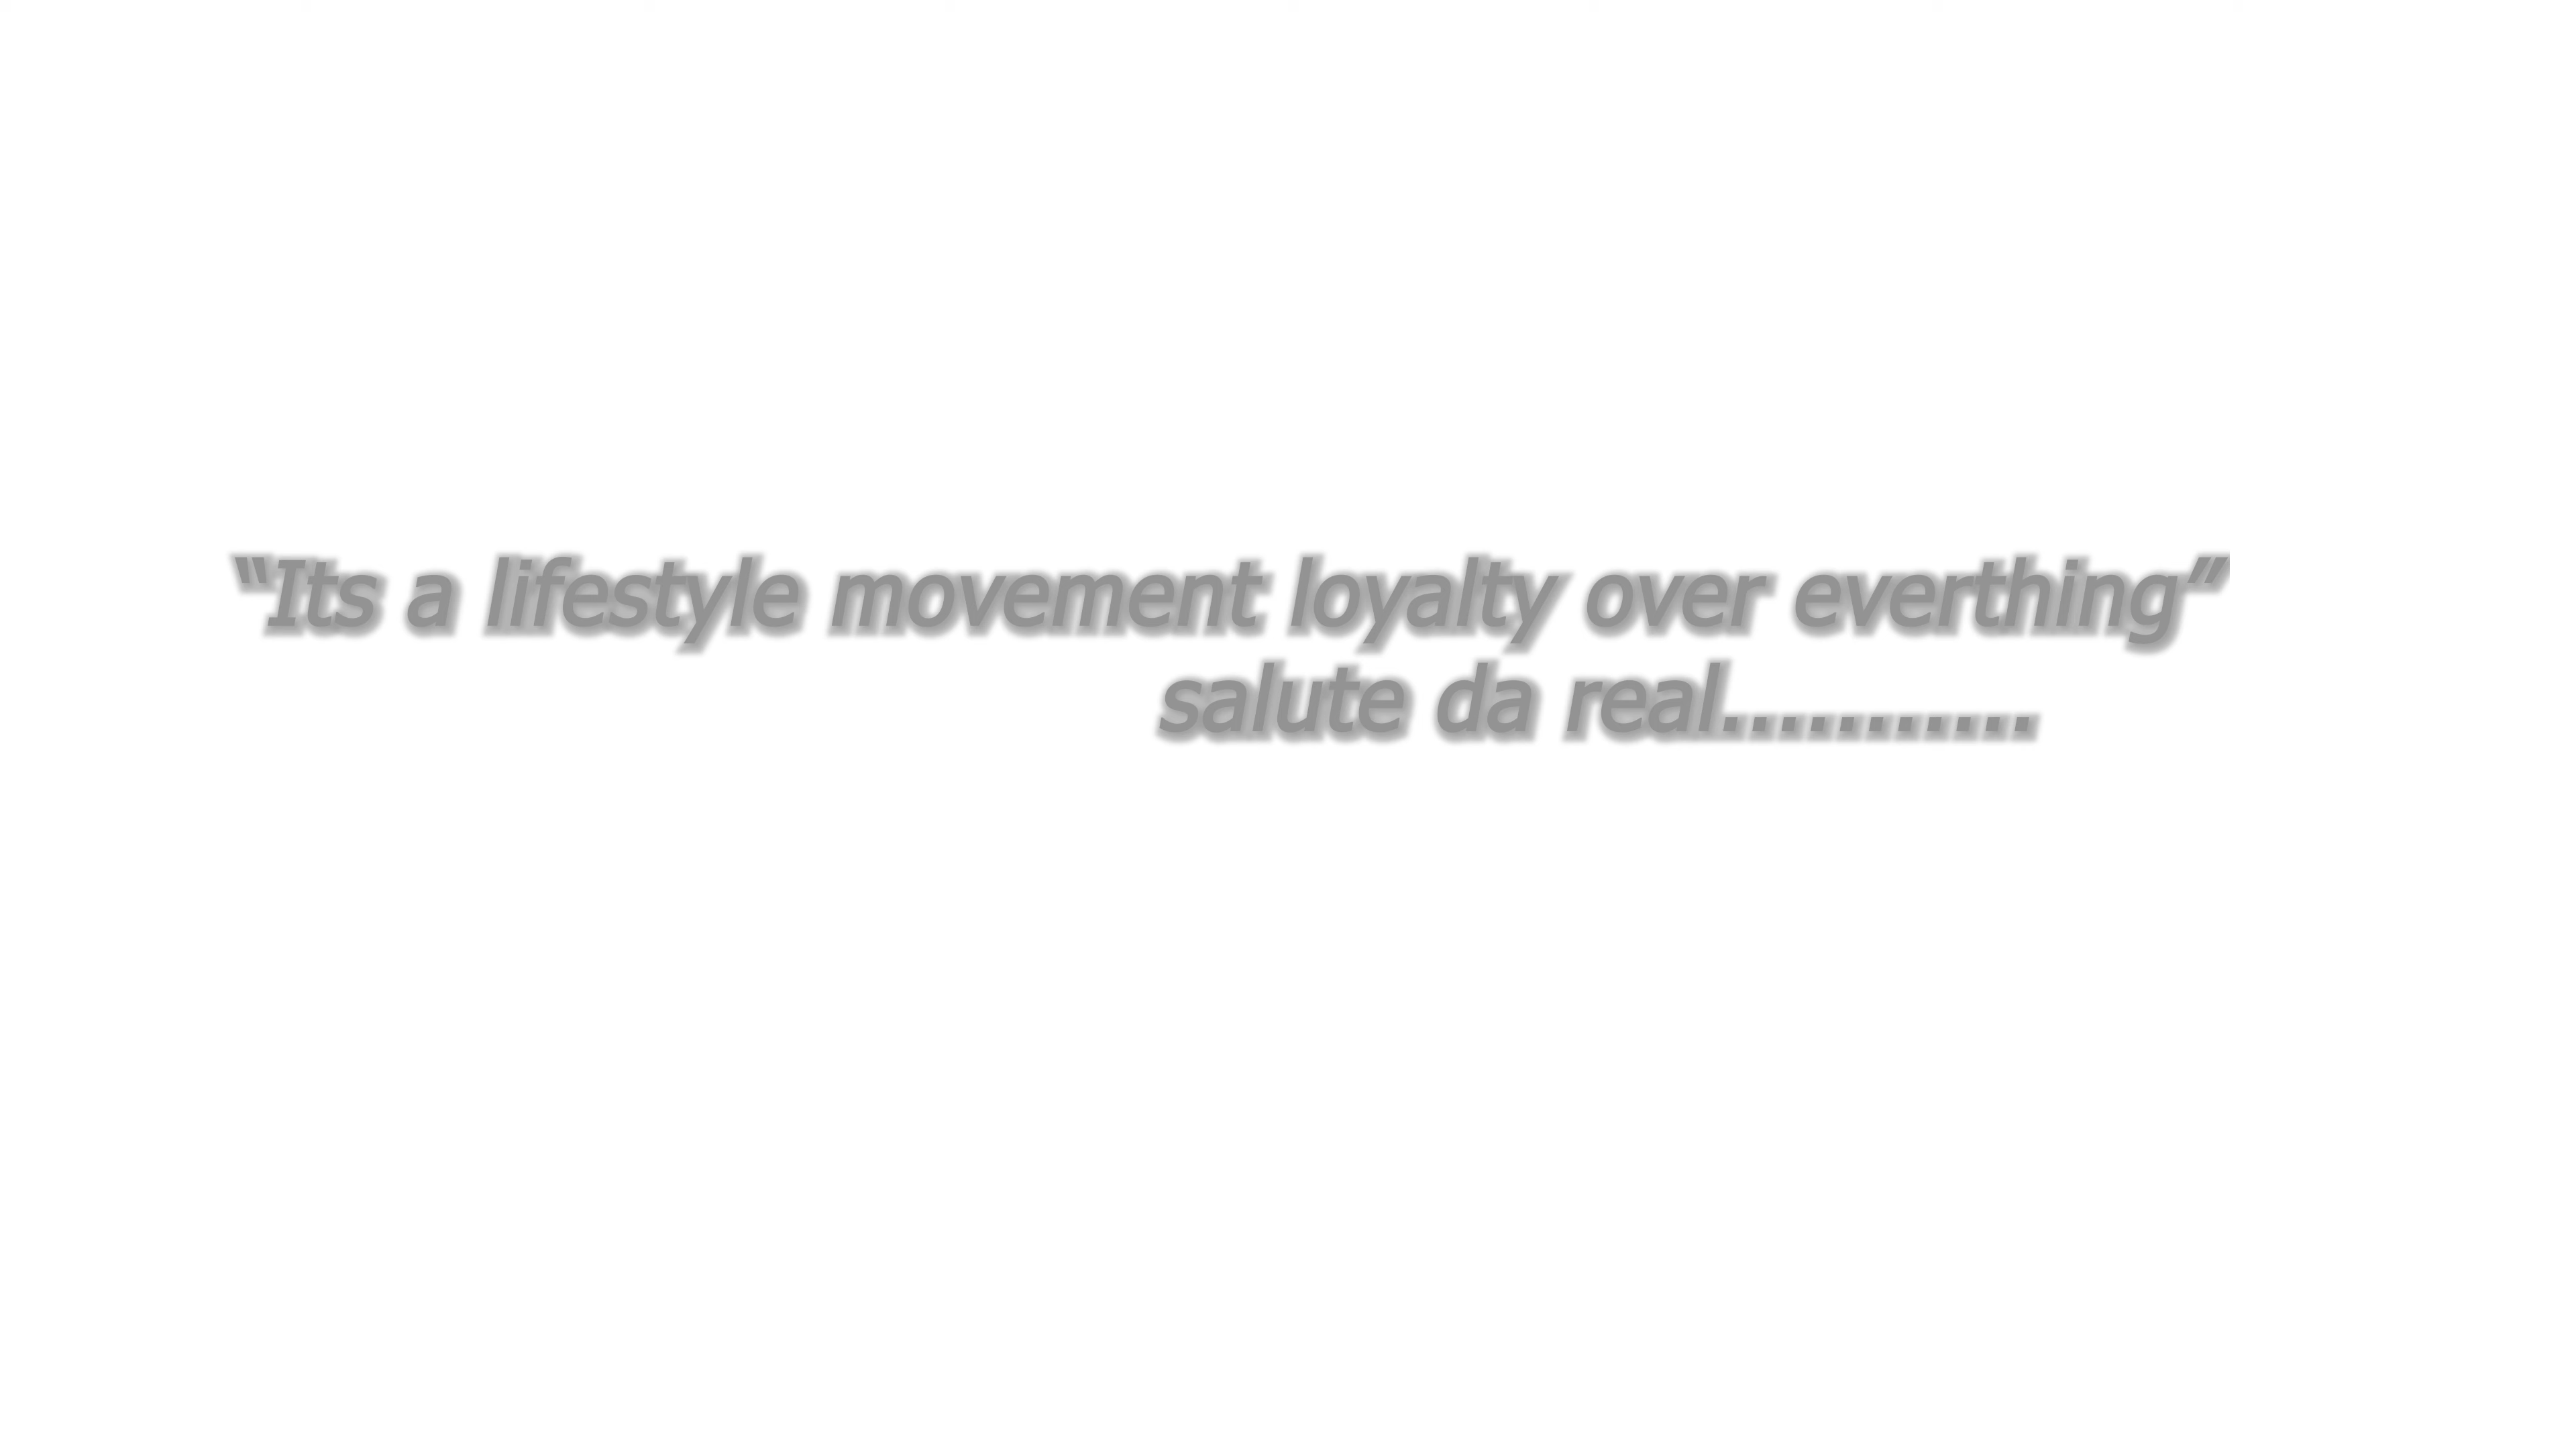 “Its a lifestyle movement loyalty over everthing”
salute da real...........